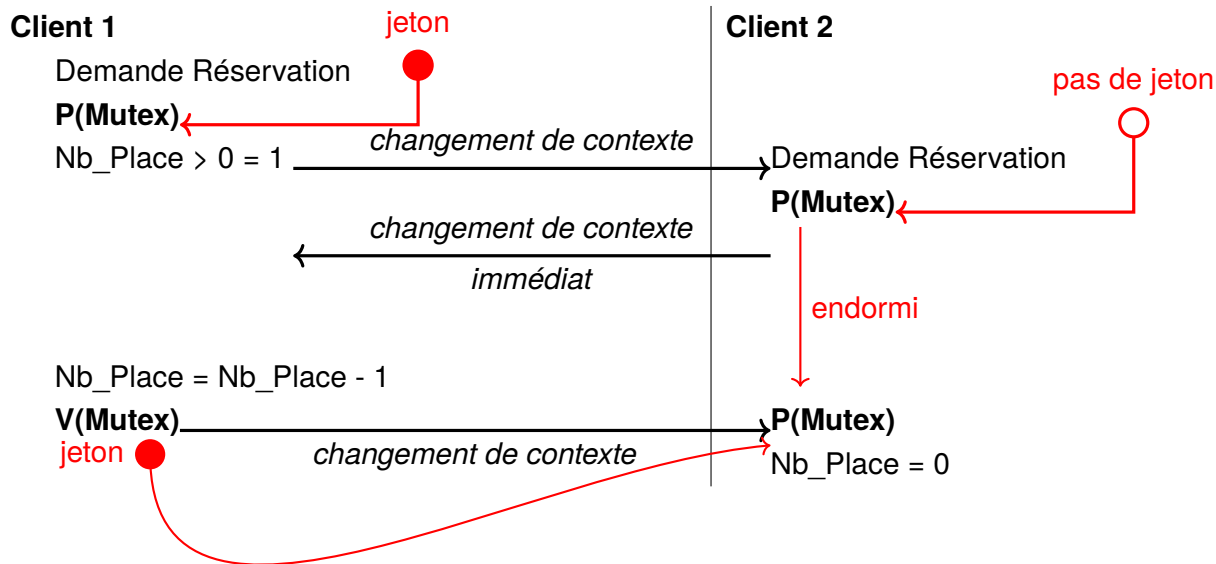 Client 1
jeton
Demande Réservation
P(Mutex)
Nb_Place > 0 = 1
changement de contexte
Client 2
pas de jeton
Demande Réservation
P(Mutex)
changement de contexte
immédiat
endormi
Nb_Place = Nb_Place - 1
V(Mutex)
jeton
changement de contexte
P(Mutex)
Nb_Place = 0